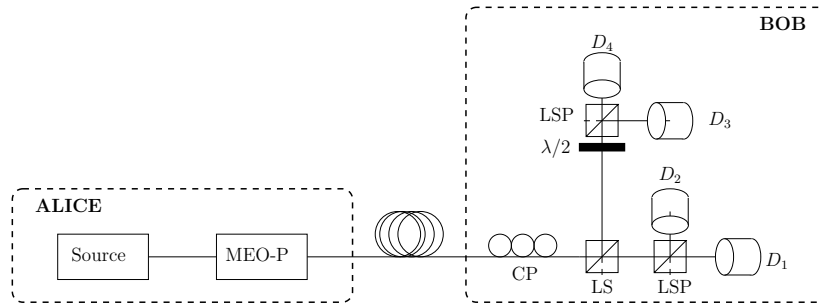 BOB
D4
LSP
D3
λ/2
ALICE
D2
Source
MEO-P
D1
CP
LS
LSP